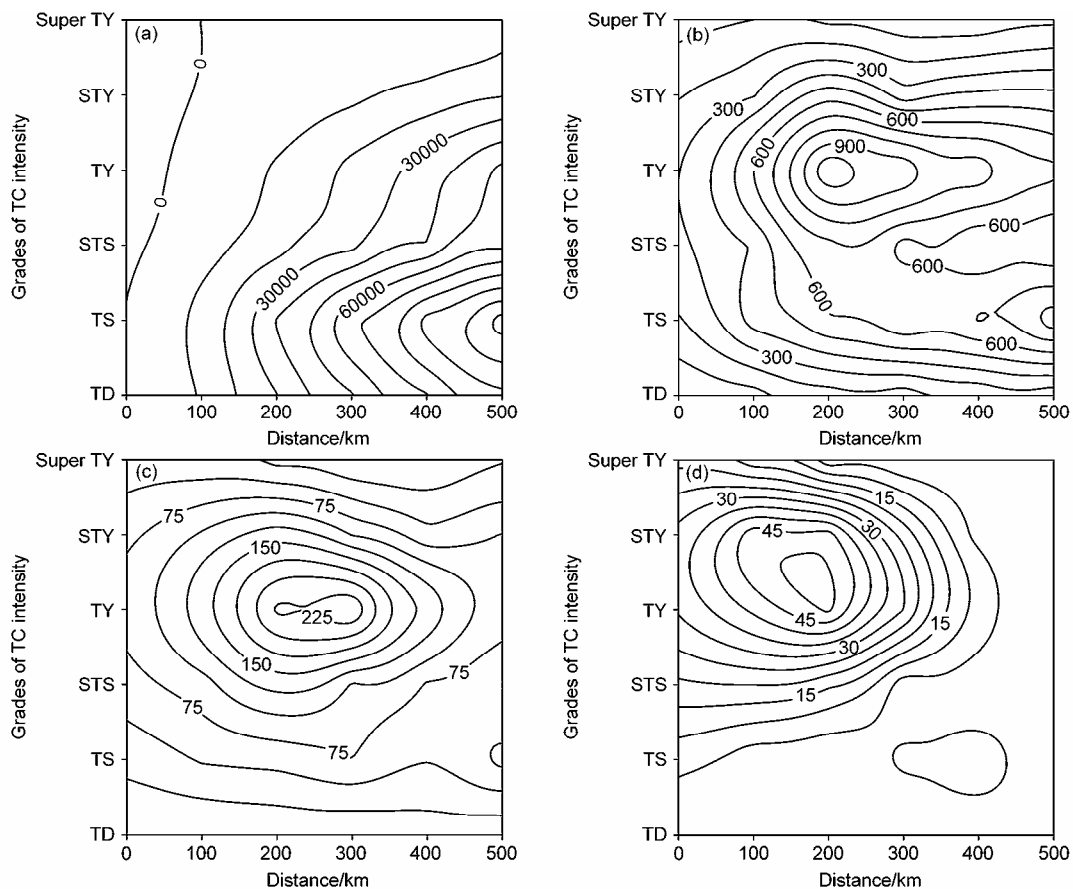 Super TY
(a)
0
STY
30000
TY
0
STS
30000
60000
TS
TD
0 100 200 300 400 500
Distance/km
Grades of TC intensity
Super TY
(b)
300
STY
300
600
600
900
TY
STS
600
600
600
TS
600
300
TD
0 100 200 300 400 500
Distance/km
Grades of TC intensity
Super TY
(c)
75
75
STY
150
TY
225
150
STS
75
75
75
TS
TD
0 100 200 300 400 500
Distance/km
Grades of TC intensity
Super TY
(d)
30
15
STY
45
30
TY
45
15
30
STS
15
TS
TD
0 100 200 300 400 500
Distance/km
Grades of TC intensity